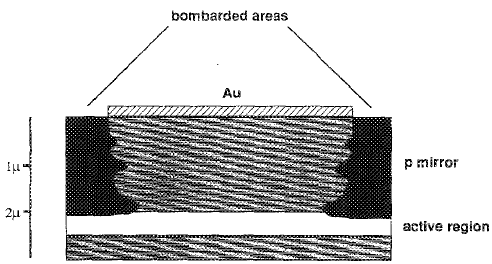 bombarded areas
Au
1µ
p mirror
2µ
active region